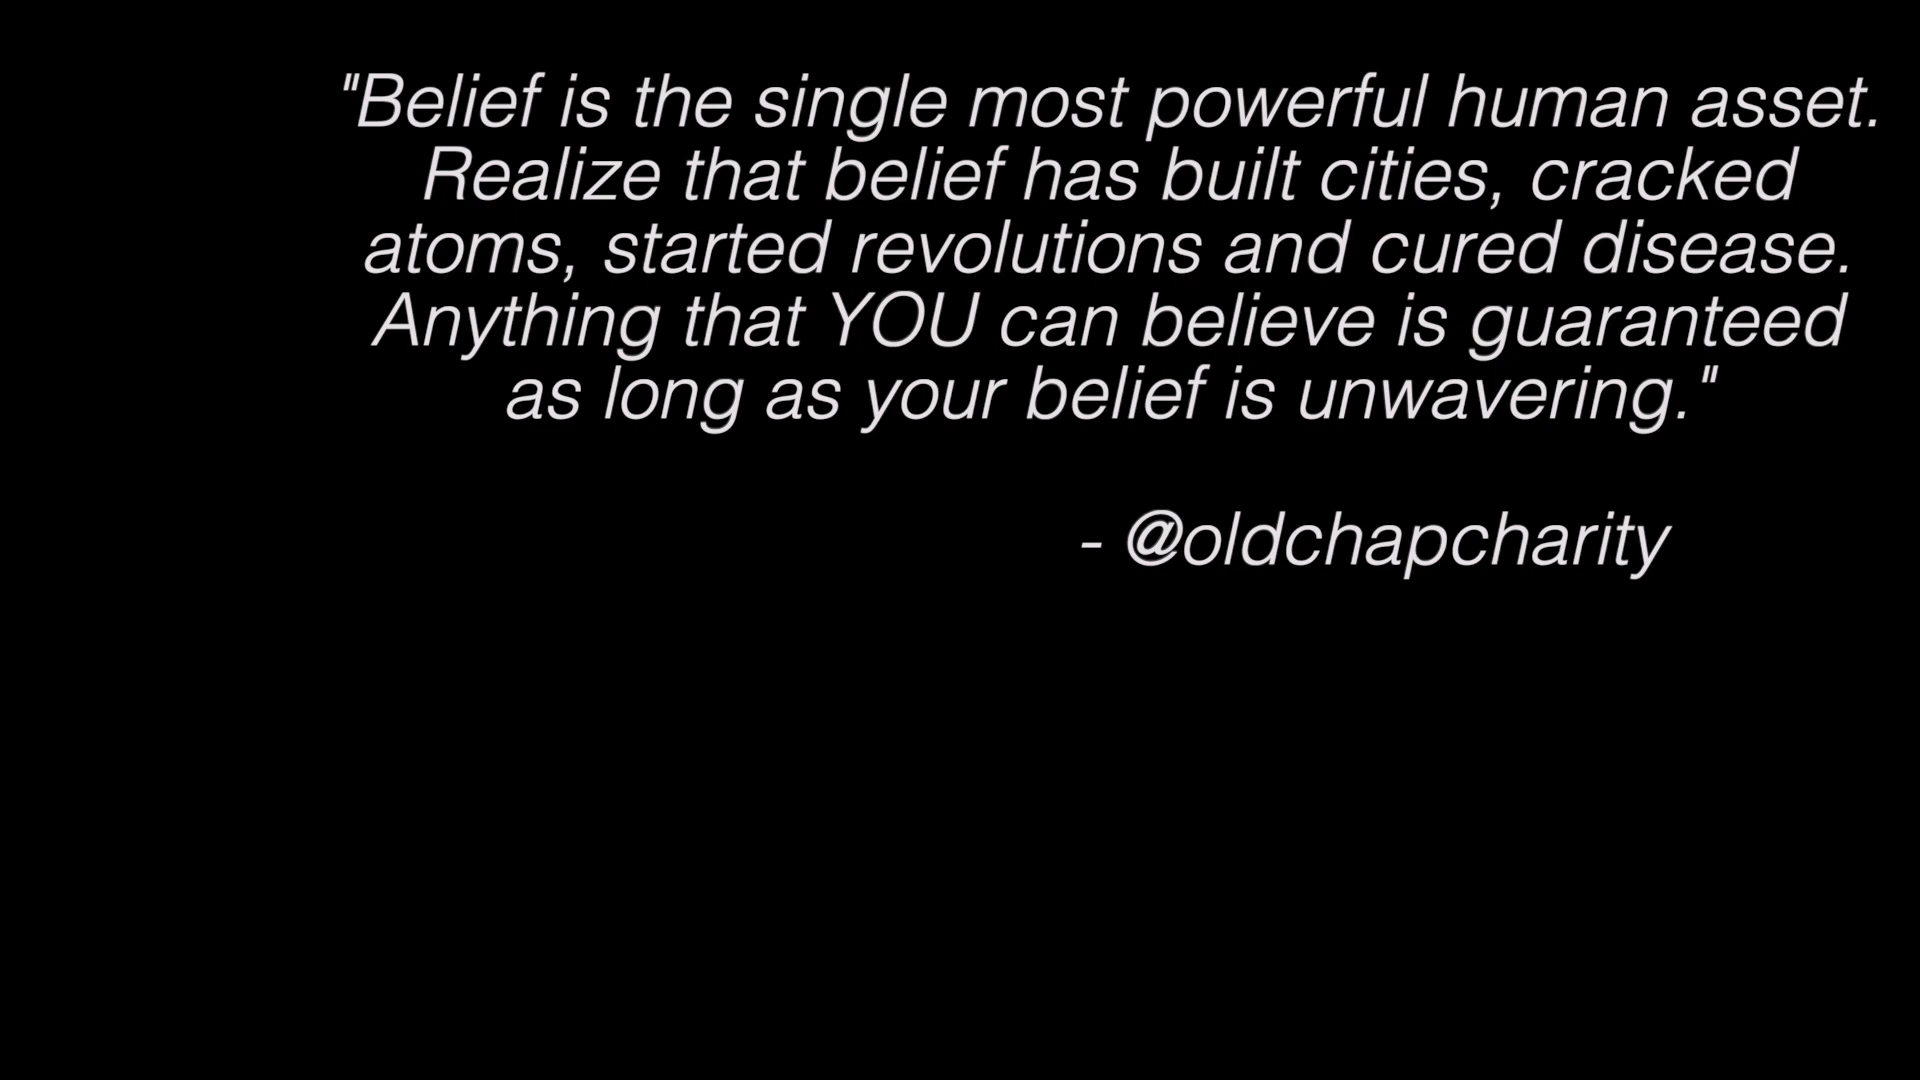 "Belief is the single most powerful human asset.
Realize that belief has built cities, cracked
atoms, started revolutions and cured disease.
Anything that YOU can believe is guaranteed
as long as your belief is unwavering."
- @oldchapcharity